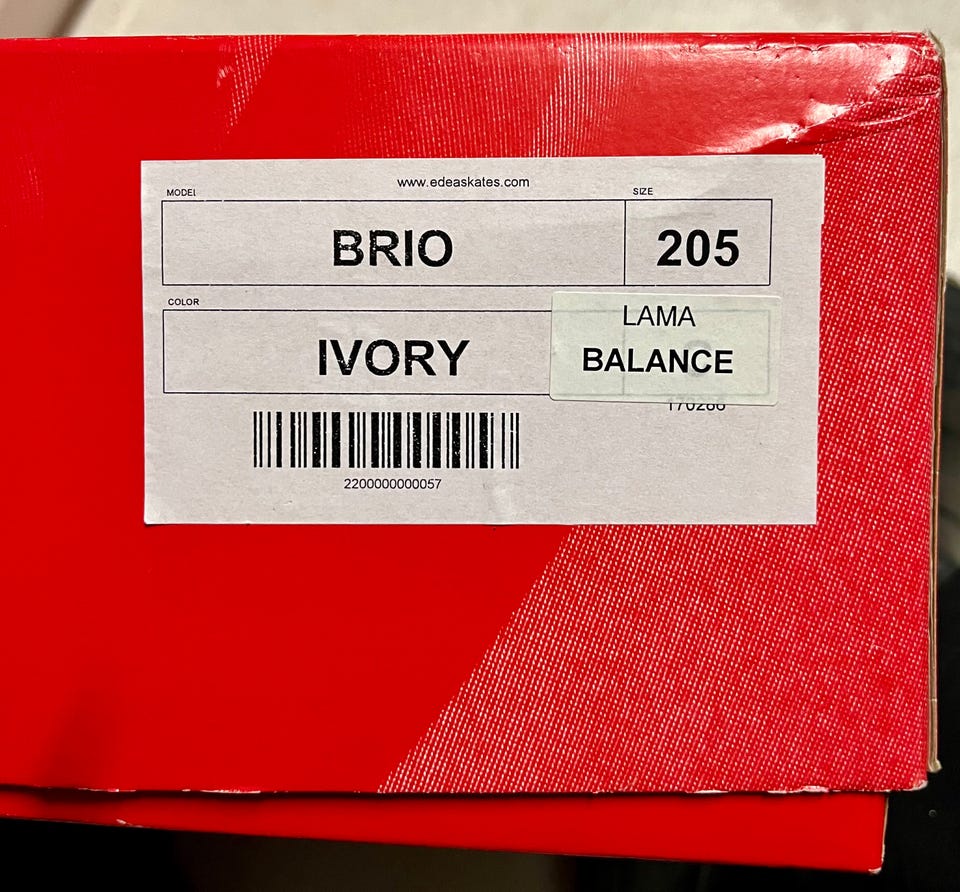 www.edeaskates.com
MODEL SIZE
BRIO 205
COLOR
IVORY
LAMA
BALANCE
2200000000057